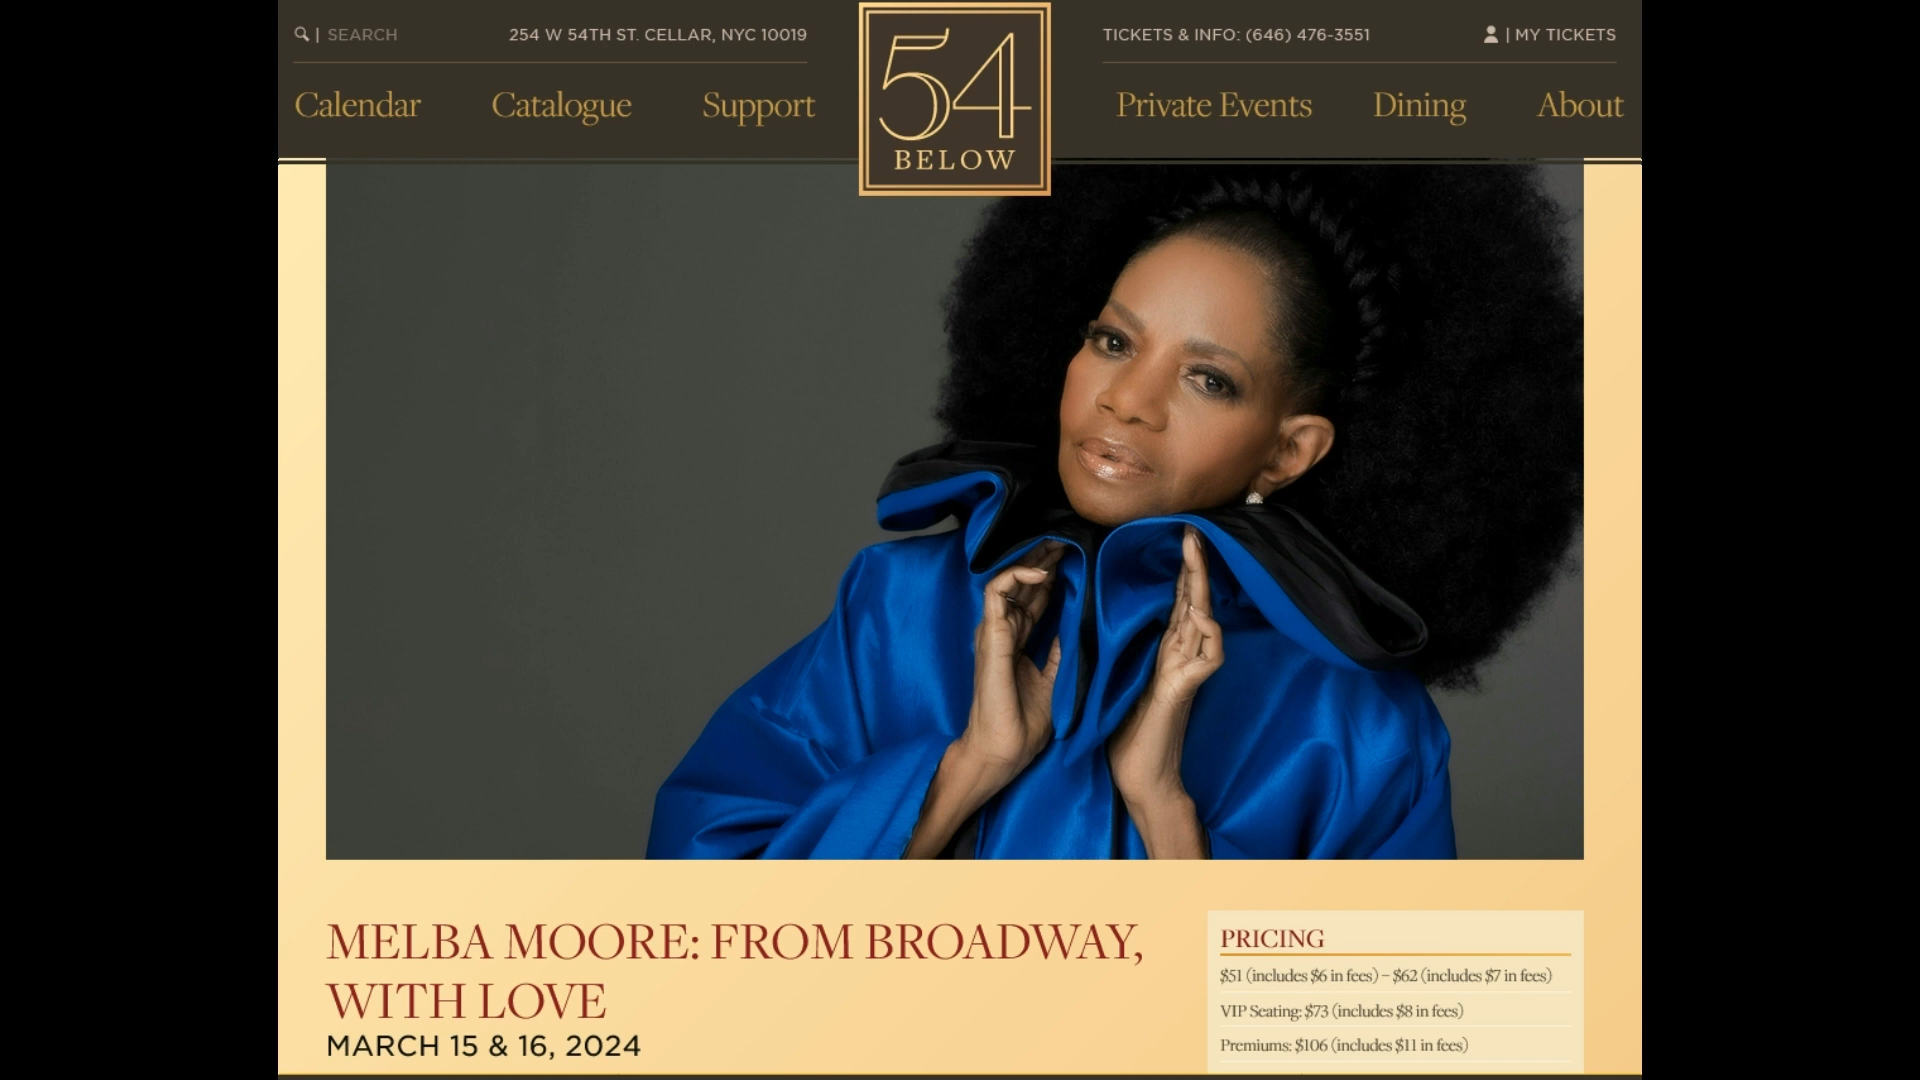 | SEARCH
254 W 54TH ST. CELLAR, NYC 10019
TICKETS & INFO: (646) 476-3551
| MY TICKETS
Calendar
Catalogue
Support
54
BELOW
Private Events
Dining
About
MELBA MOORE: FROM BROADWAY,
WITH LOVE
MARCH 15 & 16, 2024
PRICING
$51 (includes $6 in fees) – $62 (includes $7 in fees)
VIP Seating: $73 (includes $8 in fees)
Premiums: $106 (includes $11 in fees)